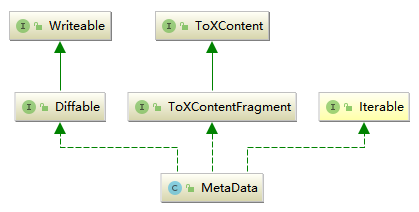 I Writeable
I ToXContent
I Diffable
I ToXContentFragment
I Iterable
C MetaData